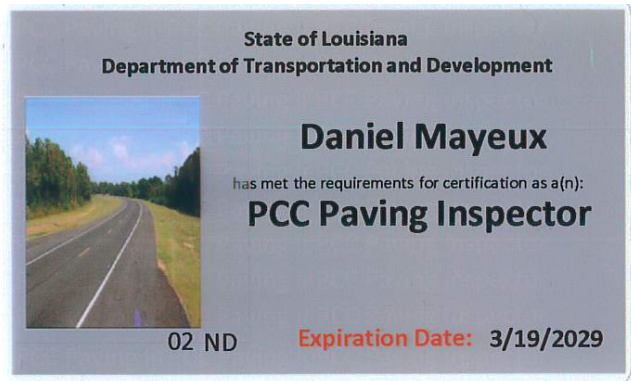 State of Louisiana
Department of Transportation and Development
Daniel Mayeux
has met the requirements for certification as a(n):
PCC Paving Inspector
02 ND
Expiration Date: 3/19/2029